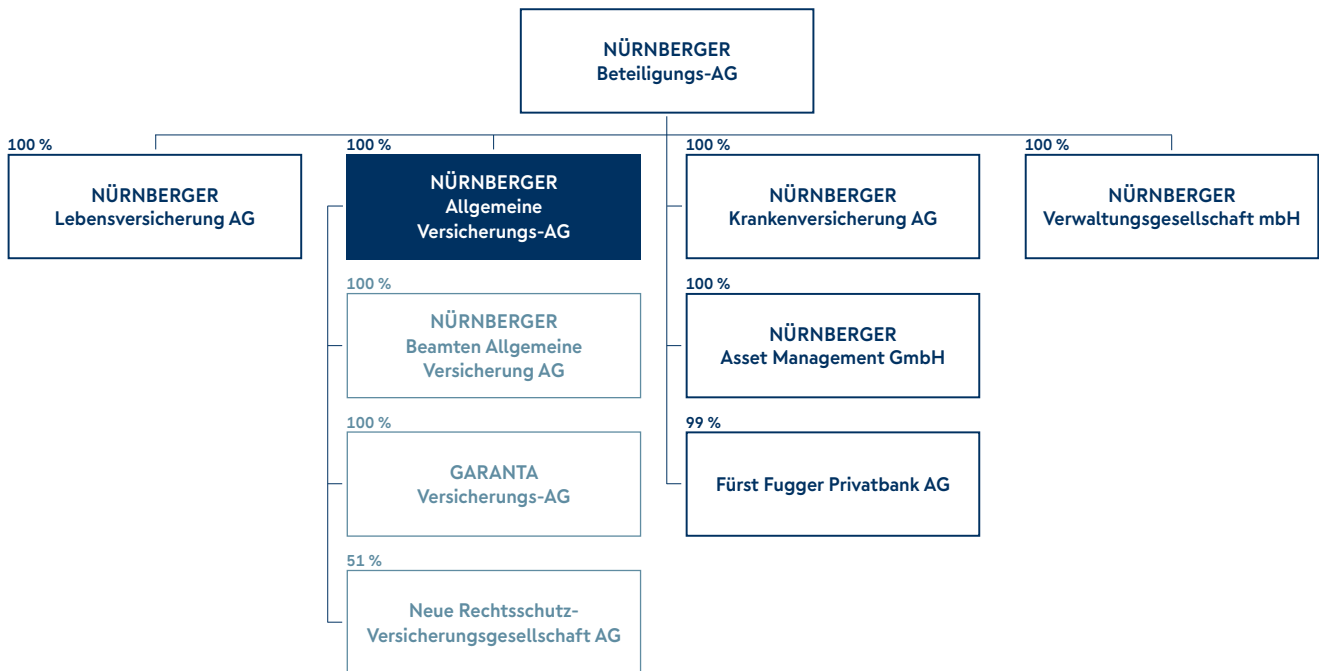 NÜRNBERGER
Beteiligungs-AG
100 %
NÜRNBERGER
Lebensversicherung AG
100 %
NÜRNBERGER
Allgemeine
Versicherungs-AG
100 %
NÜRNBERGER
Krankenversicherung AG
100 %
NÜRNBERGER
Verwaltungsgesellschaft mbH
100 %
NÜRNBERGER
Beamten Allgemeine
Versicherung AG
100 %
NÜRNBERGER
Asset Management GmbH
100 %
GARANTA
Versicherungs-AG
99 %
Fürst Fugger Privatbank AG
51 %
Neue Rechtsschutz-
Versicherungsgesellschaft AG